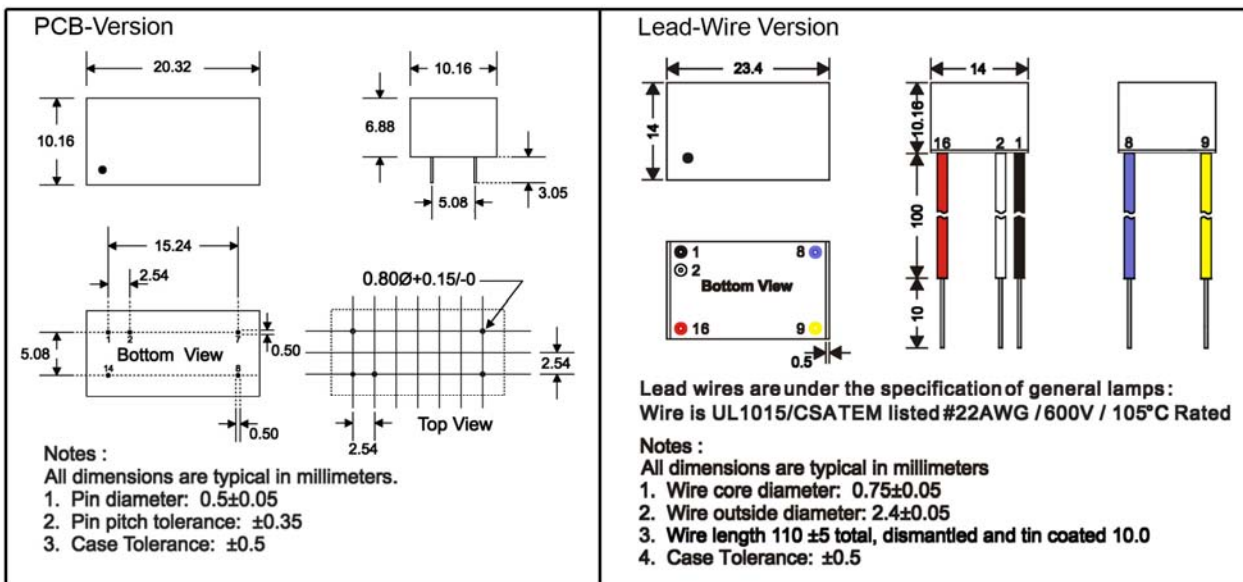 PCB-Version
20.32
10.16
10.16
6.88
3.05
5.08
15.24
2.54
0.80Ø+0.15/-0
1 2 7
Bottom View
5.08
0.50
14 8
0.50
2.54
Top View
2.54
Notes :
All dimensions are typical in millimeters.
1. Pin diameter: 0.5±0.05
2. Pin pitch tolerance: ±0.35
3. Case Tolerance: ±0.5
Lead-Wire Version
23.4
14
14
10.16
16 2 1
8 9
100
10
1 8
2
Bottom View
16 9
0.5
Lead wires are under the specification of general lamps:
Wire is UL1015/CSATEM listed #22AWG / 600V / 105°C Rated
Notes :
All dimensions are typical in millimeters
1. Wire core diameter: 0.75±0.05
2. Wire outside diameter: 2.4±0.05
3. Wire length 110 ±5 total, dismantled and tin coated 10.0
4. Case Tolerance: ±0.5